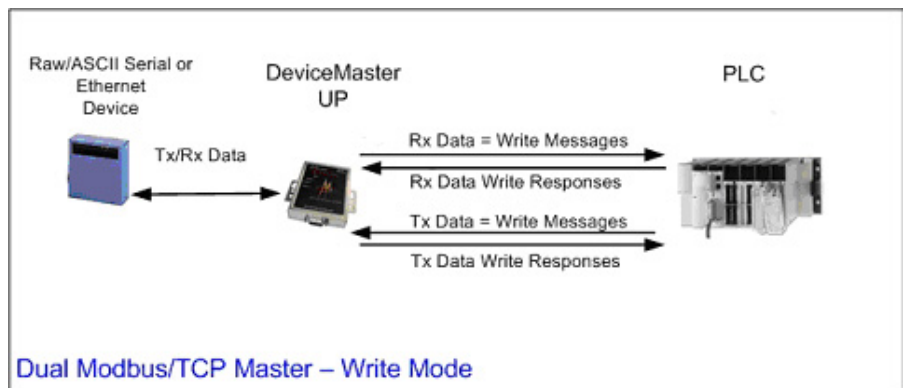 Raw/ASCII Serial or
Ethernet
Device
DeviceMaster
UP
PLC
Tx/Rx Data
Rx Data = Write Messages
Rx Data Write Responses
Tx Data = Write Messages
Tx Data Write Responses
Dual Modbus/TCP Master – Write Mode